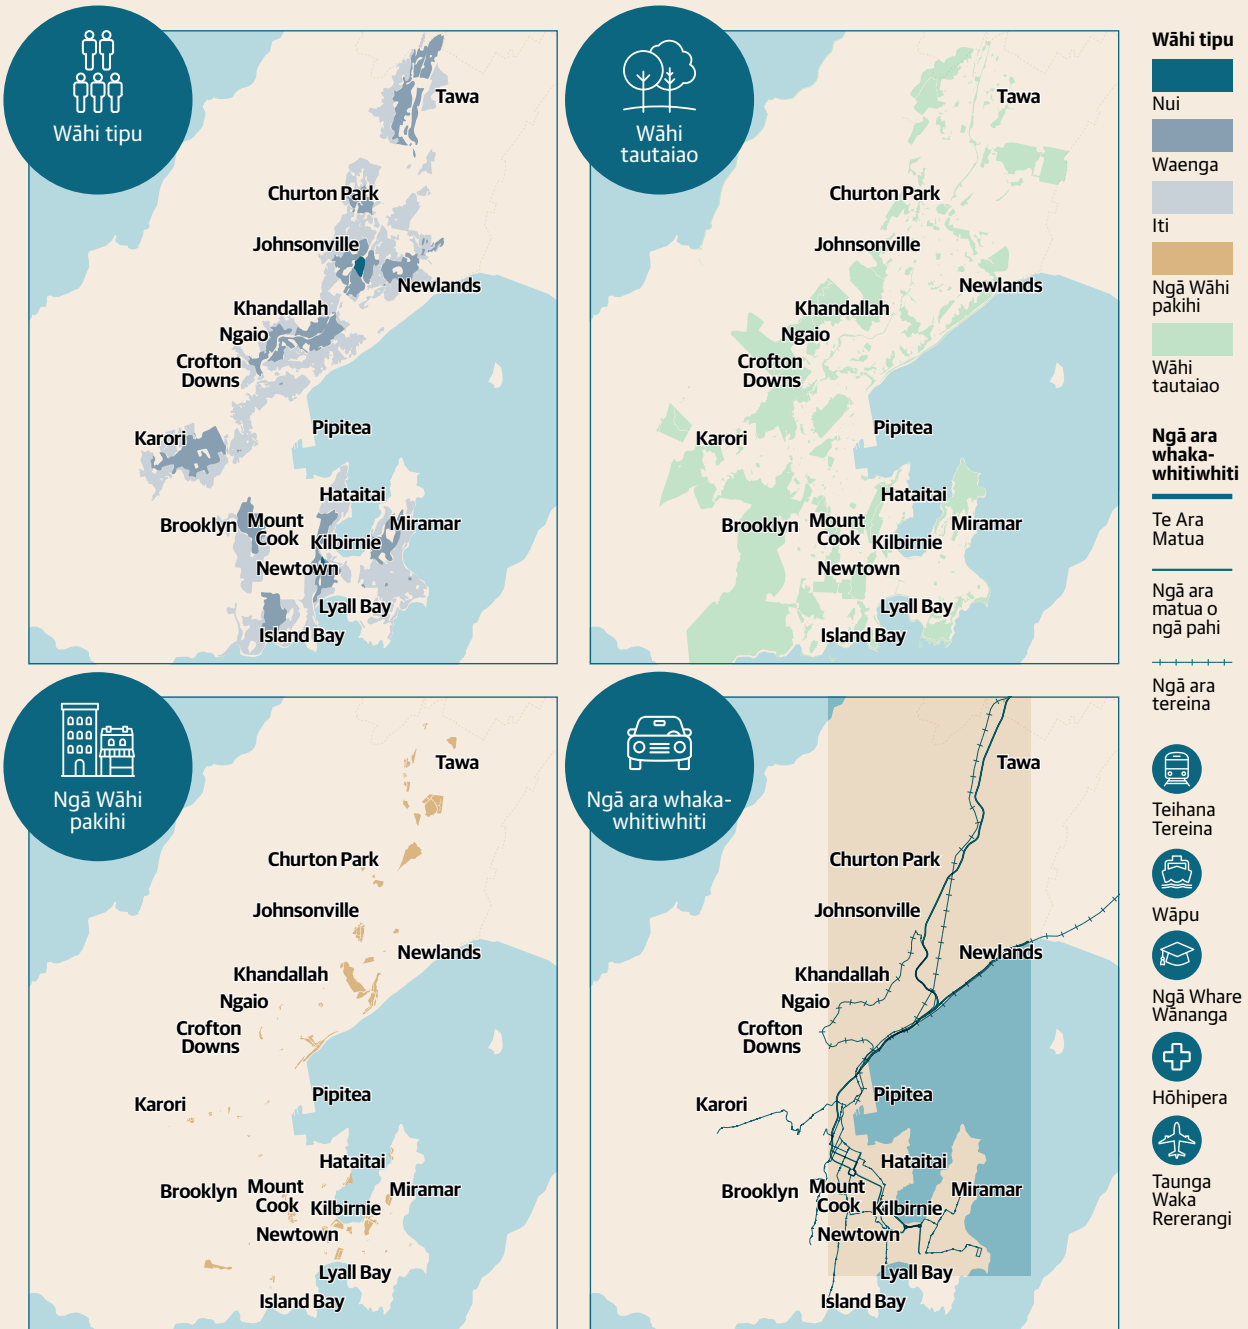 Wāhi tipu
Tawa
Churton Park
Johnsonville
Newlands
Khandallah
Ngaio
Crofton
Downs
Karori
Pipitea
Hataitai
Brooklyn
Mount
Cook
Miramar
Kilbirnie
Newtown
Lyall Bay
Island Bay
Wāhi
tautaiao
Tawa
Churton Park
Johnsonville
Newlands
Khandallah
Ngaio
Crofton
Downs
Karori
Pipitea
Hataitai
Brooklyn
Mount
Cook
Miramar
Kilbirnie
Newtown
Lyall Bay
Island Bay
Ngā Wāhi
pakihi
Tawa
Churton Park
Johnsonville
Newlands
Khandallah
Ngaio
Crofton
Downs
Karori
Pipitea
Hataitai
Brooklyn
Mount
Cook
Miramar
Kilbirnie
Newtown
Lyall Bay
Island Bay
Ngā ara whaka-
whitiwhiti
Tawa
Churton Park
Johnsonville
Newlands
Khandallah
Ngaio
Crofton
Downs
Karori
Pipitea
Hataitai
Brooklyn
Mount
Cook
Miramar
Kilbirnie
Newtown
Lyall Bay
Island Bay
Wāhi tipu
Nui
Waenga
Iti
Ngā Wāhi
pakihi
Wāhi
tautaiao
Ngā ara
whaka-
whitiwhiti
Te Ara
Matua
Ngā ara
matua o
ngā pahi
Ngā ara
tereina
Teihana
Tereina
Wāpu
Ngā Whare
Wānanga
Hōhipera
Taunga
Waka
Rererangi